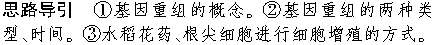 思路导引　①基因重组的概念。②基因重组的两种类
型、时间。③水稻花药、根尖细胞进行细胞增殖的方式。